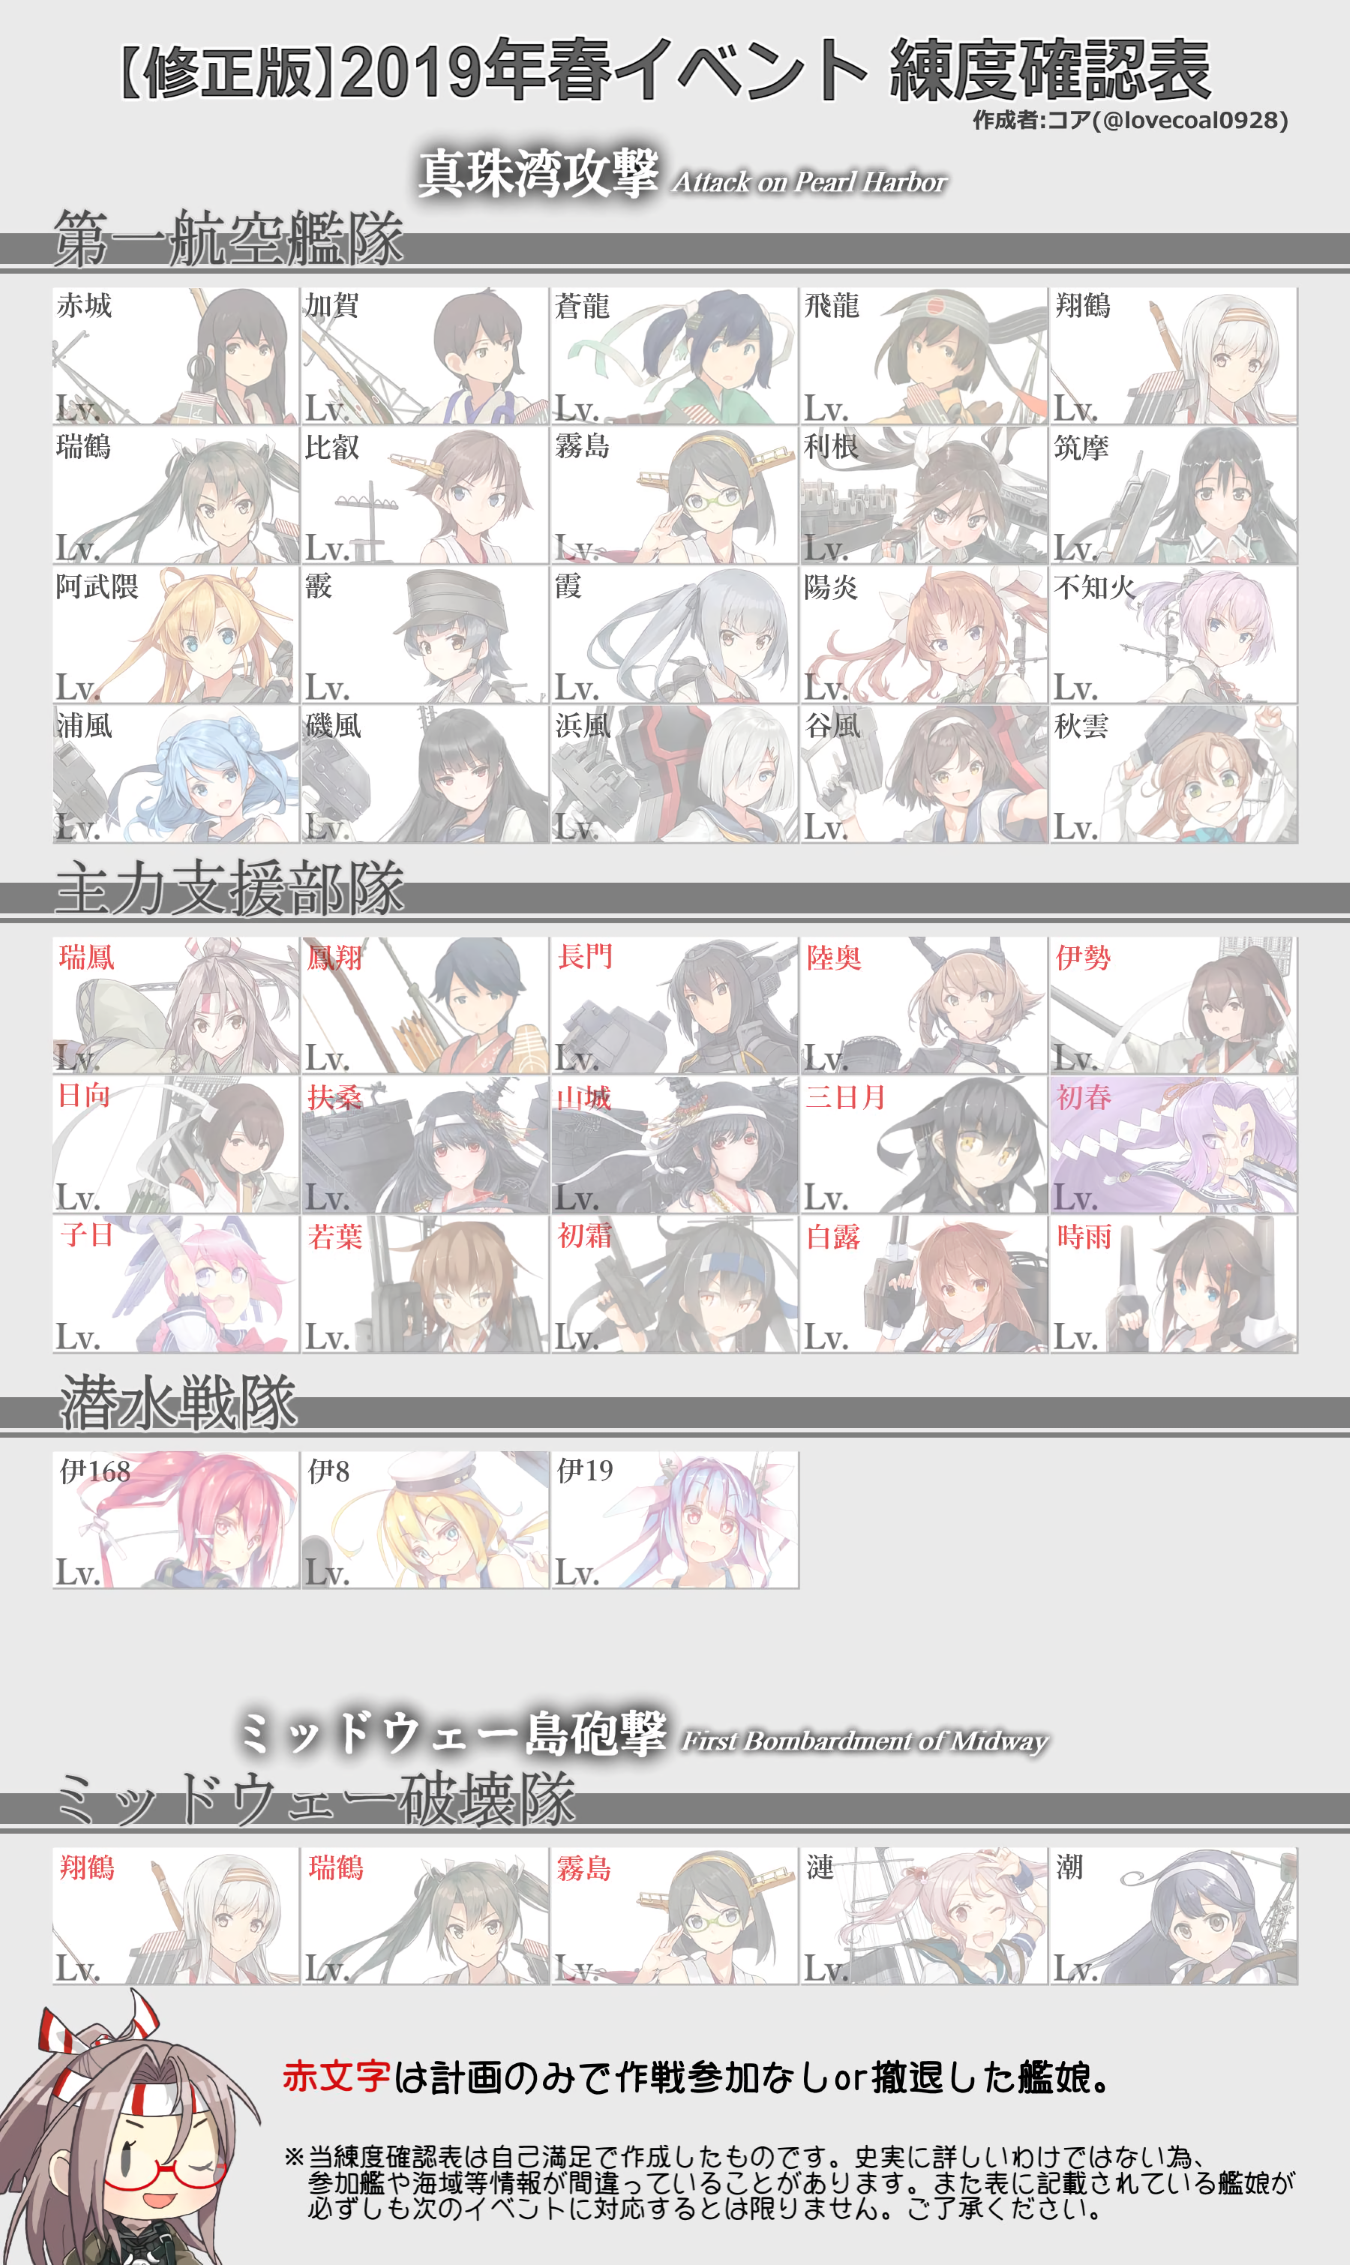 【修正版】2019年春イベント 練度確認表
作成者:コア(@lovecoal0928)
真珠湾攻撃 Attack on Pearl Harbor
第一航空艦隊
赤城 加賀 蒼龍 飛龍 翔鶴
Lv. Lv. Lv. Lv. Lv.
瑞鶴 比叡 霧島 利根 筑摩
Lv. Lv. Lv. Lv. Lv.
阿武隈 霰 霞 陽炎 不知火
Lv. Lv. Lv. Lv. Lv.
浦風 磯風 浜風 谷風 秋雲
Lv. Lv. Lv. Lv. Lv.
主力支援部隊
瑞鳳 鳳翔 長門 陸奥 伊勢
Lv. Lv. Lv. Lv. Lv.
日向 扶桑 山城 三日月 初春
Lv. Lv. Lv. Lv. Lv.
子日 若葉 初霜 白露 時雨
Lv. Lv. Lv. Lv. Lv.
潜水戦隊
伊168 伊8 伊19
Lv. Lv. Lv.
ミッドウェー島砲撃 First Bombardment of Midway
ミッドウェー破壊隊
翔鶴 瑞鶴 霧島 漣 潮
Lv. Lv. Lv. Lv. Lv.
赤文字は計画のみで作戦参加なしor撤退した艦娘。
※当練度確認表は自己満足で作成したものです。史実に詳しいわけではない為、
参加艦や海域等情報が間違っていることがあります。また表に記載されている艦娘が
必ずしも次のイベントに対応するとは限りません。ご了承ください。